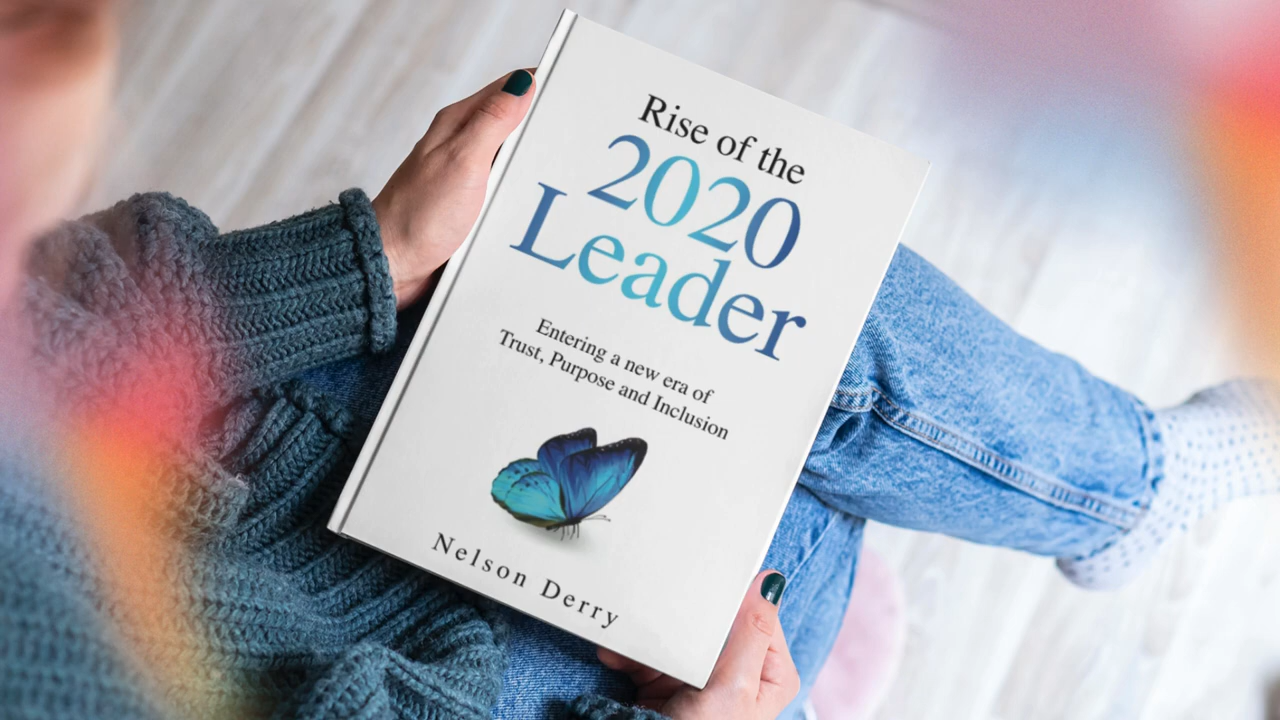 Rise of the
2020
Leader
Entering a new era of
Trust, Purpose and Inclusion
Nelson Derry